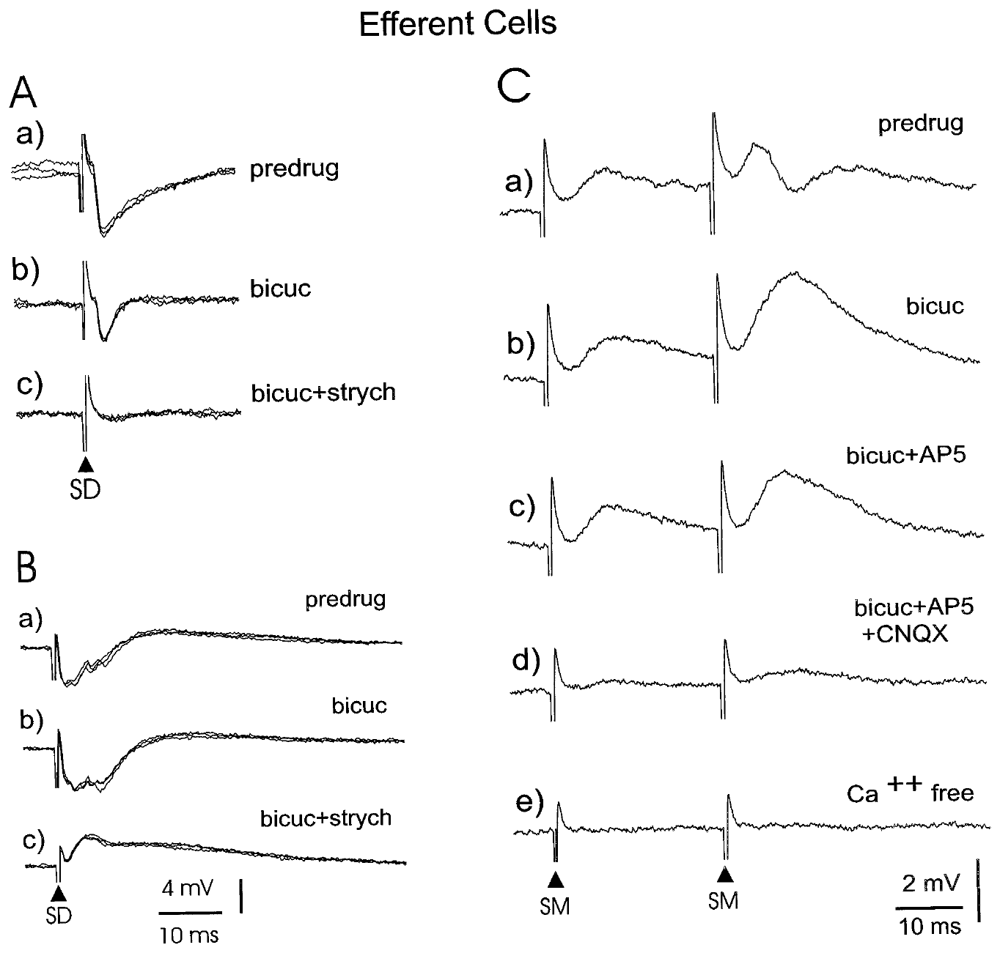 Efferent Cells
A
a)
predrug
b)
bicuc
c)
bicuc+strych
SD
B
a)
predrug
b)
bicuc
c)
bicuc+strych
SD
4 mV
10 ms
C
a)
predrug
b)
bicuc
c)
bicuc+AP5
d)
bicuc+AP5
+CNQX
e)
Ca ++ free
SM
SM
2 mV
10 ms